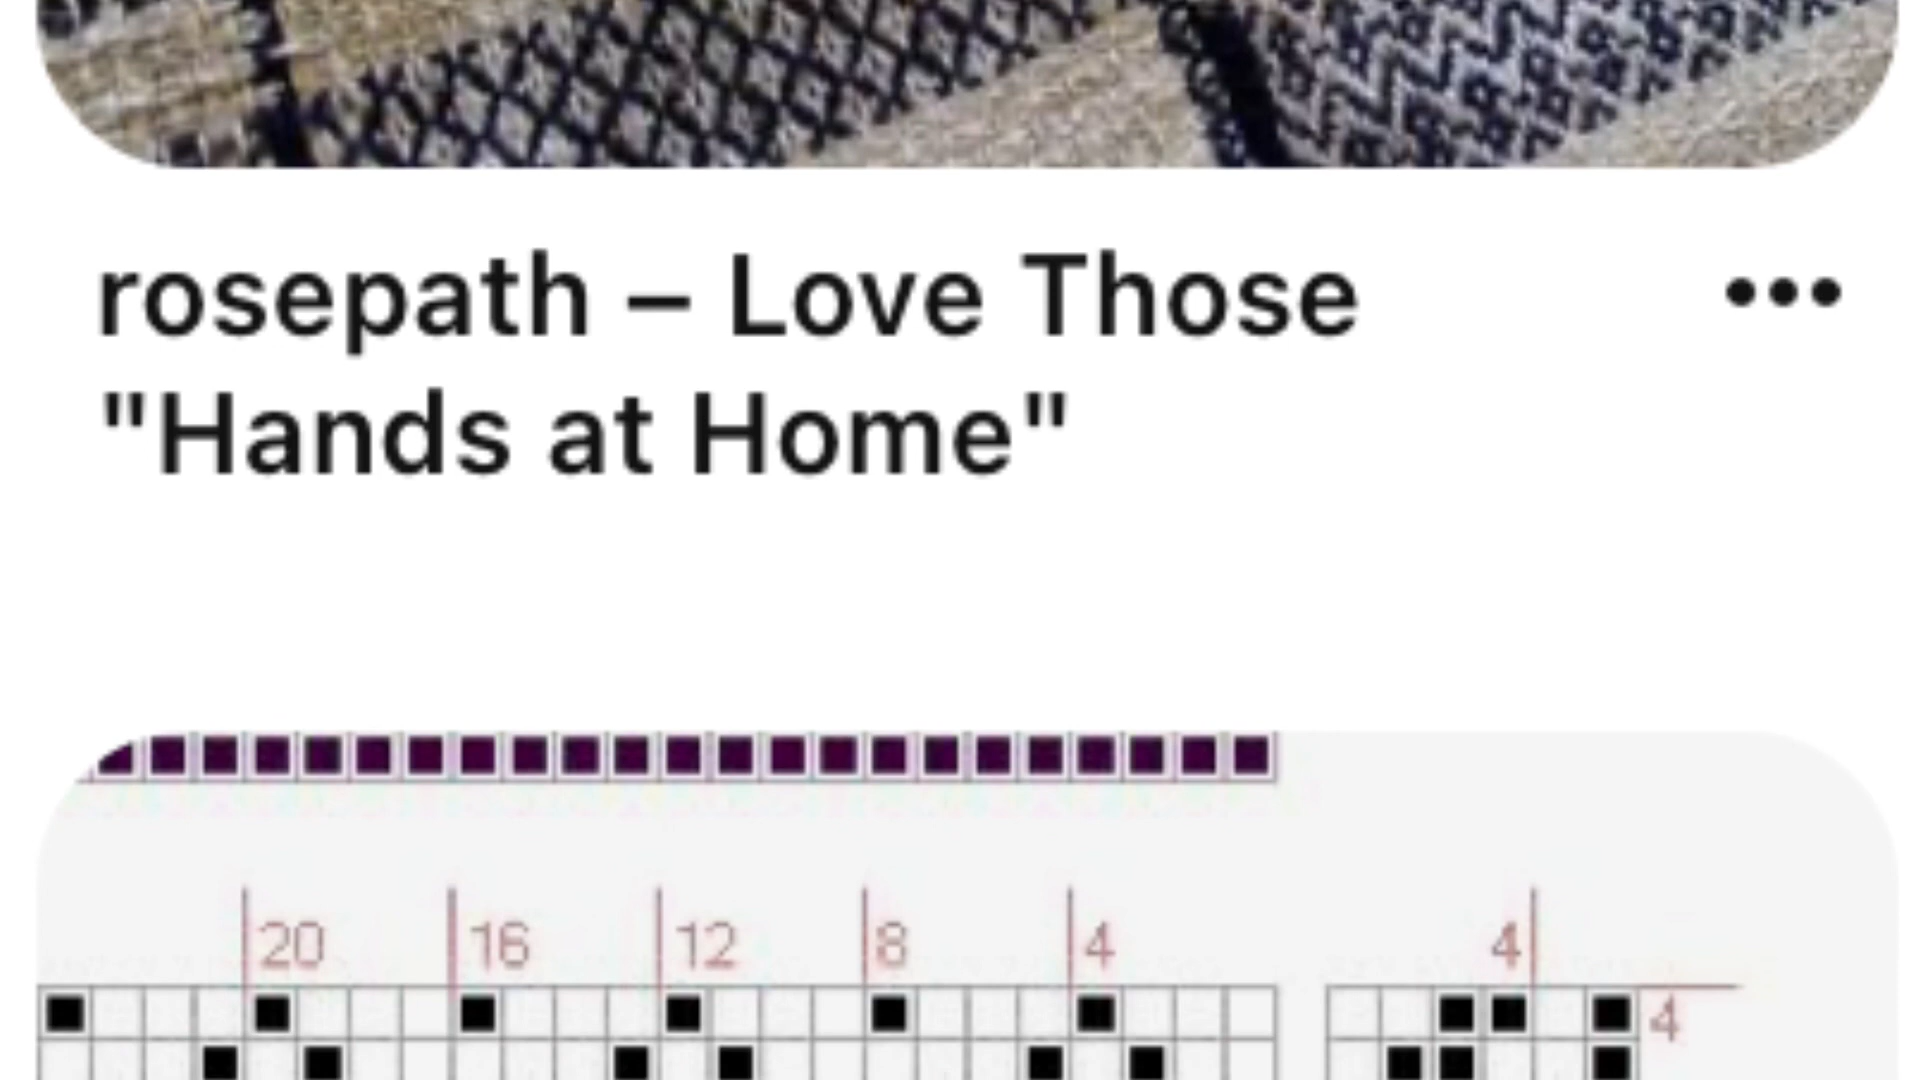 rosepath – Love Those
"Hands at Home"
20 16 12 8 4 4
4